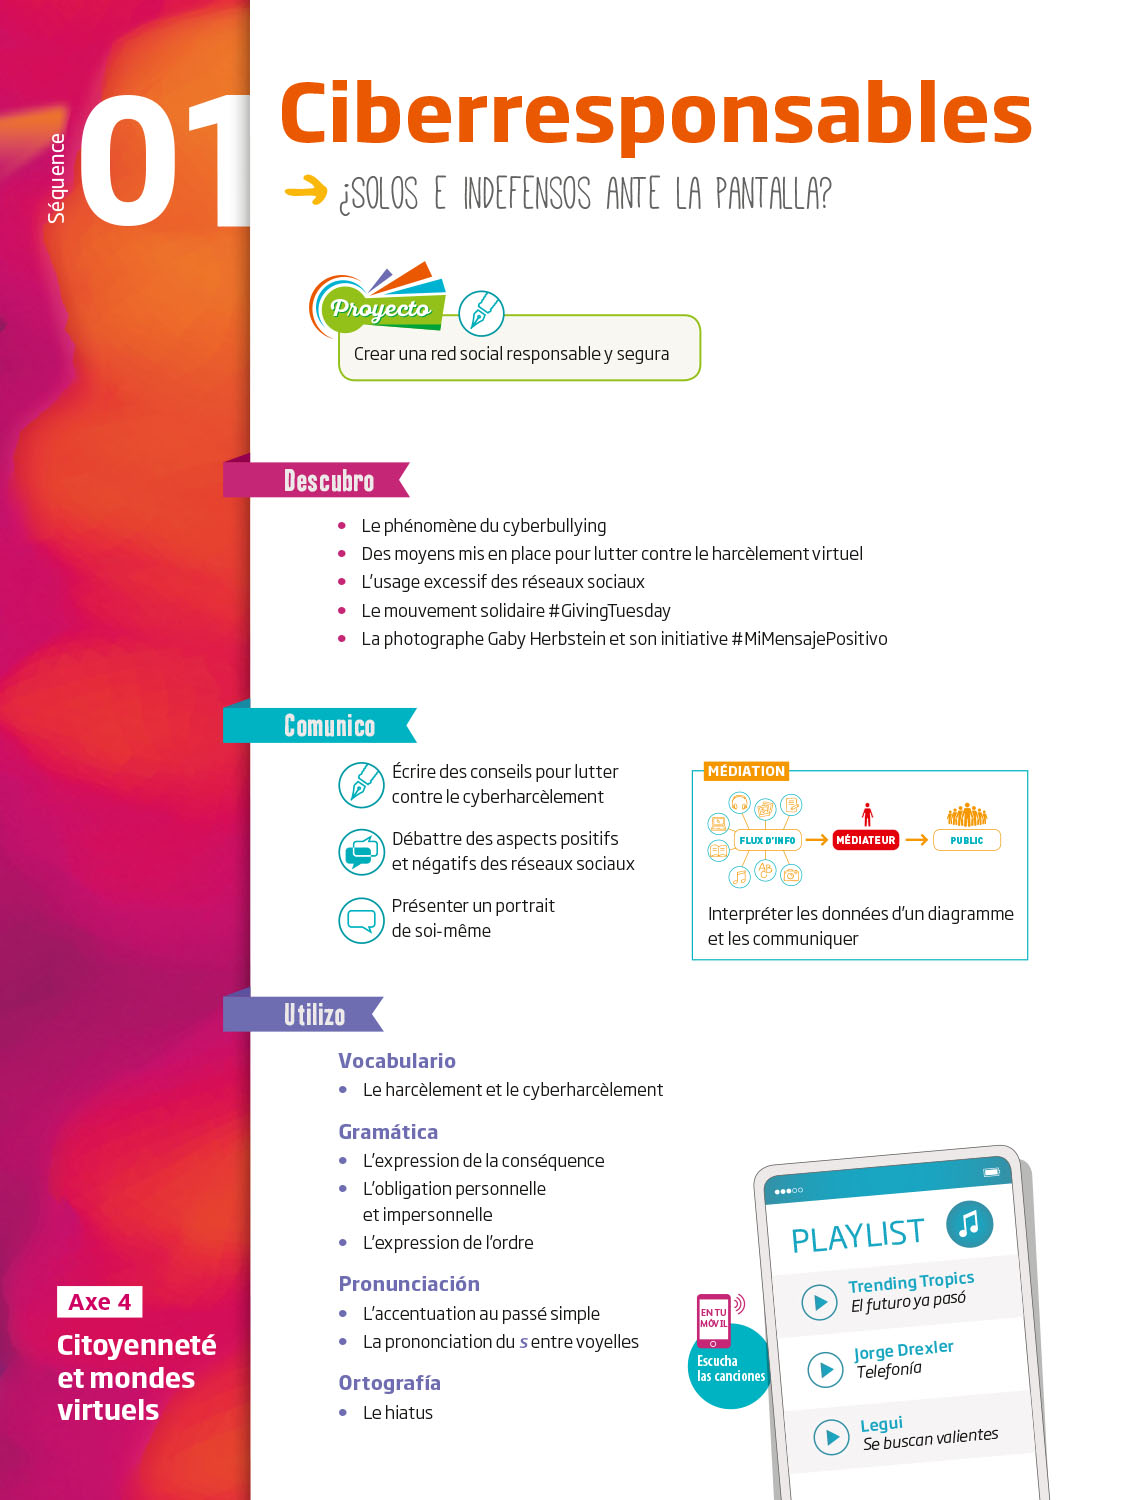 Séquence
01
Ciberresponsables
¿SOLOS E INDEFENSOS ANTE LA PANTALLA?
Proyecto
Crear una red social responsable y segura
Descubro
• Le phénomène du cyberbullying
• Des moyens mis en place pour lutter contre le harcèlement virtuel
• L'usage excessif des réseaux sociaux
• Le mouvement solidaire #GivingTuesday
• La photographe Gaby Herbstein et son initiative #MiMensajePositivo
Comunico
Écrire des conseils pour lutter
contre le cyberharcèlement
Débattre des aspects positifs
et négatifs des réseaux sociaux
Présenter un portrait
de soi-même
MÉDIATION
FLUX D'INFO
MÉDIATEUR
PUBLIC
AB
Interpréter les données d'un diagramme
et les communiquer
Utilizo
Vocabulario
• Le harcèlement et le cyberharcèlement
Gramática
• L'expression de la conséquence
• L'obligation personnelle
et impersonnelle
• L'expression de l'ordre
Pronunciación
• L'accentuation au passé simple
• La prononciation du s entre voyelles
Ortografía
• Le hiatus
Axe 4
Citoyenneté
et mondes
virtuels
EN TU
MÓVIL
Escucha
las canciones
PLAYLIST
Trending Tropics
El futuro ya pasó
Jorge Drexler
Telefonía
Legui
Se buscan valientes